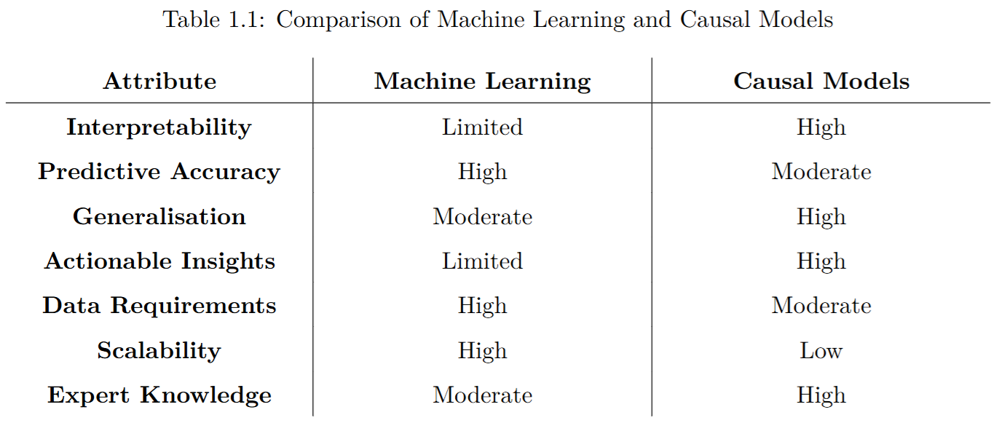 Table 1.1: Comparison of Machine Learning and Causal Models
Attribute Machine Learning Causal Models
Interpretability Limited High
Predictive Accuracy High Moderate
Generalisation Moderate High
Actionable Insights Limited High
Data Requirements High Moderate
Scalability High Low
Expert Knowledge Moderate High